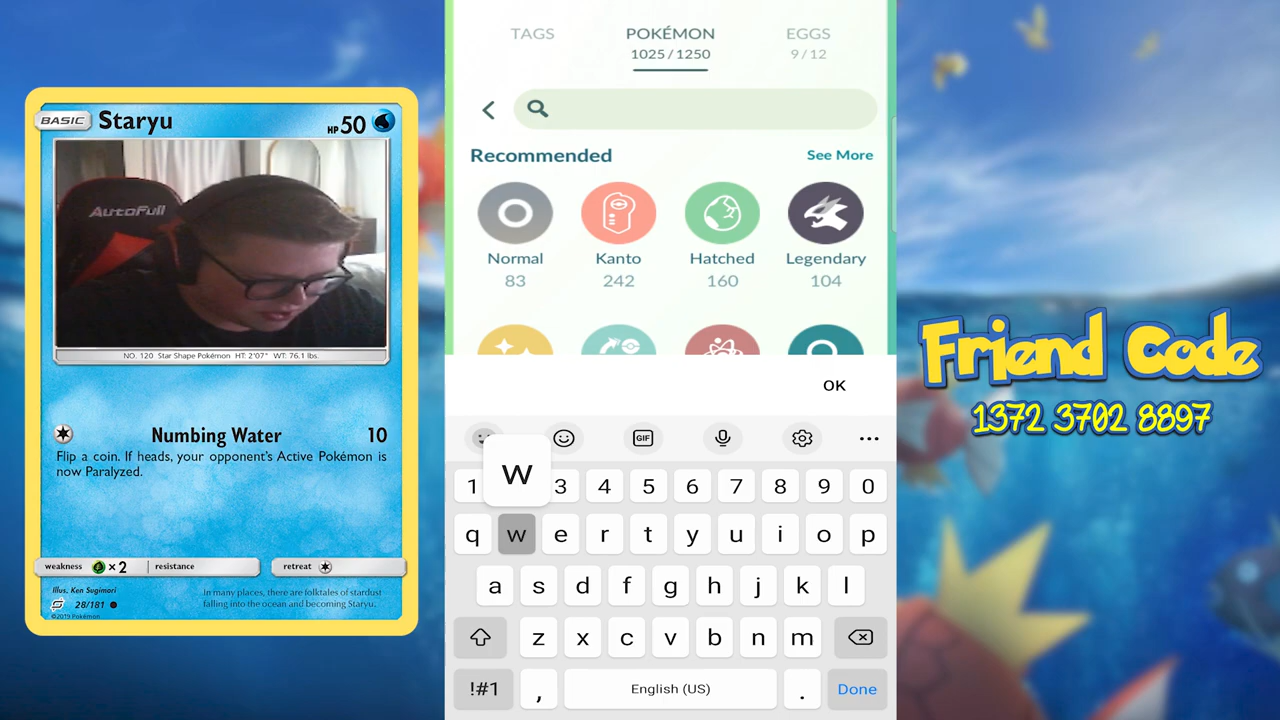 BASIC Staryu HP 50
AutoFull
NO. 120 Star Shape Pokémon HT: 2'07" WT: 76.1 lbs.
Numbing Water 10
Flip a coin. If heads, your opponent's Active Pokémon is
now Paralyzed.
weakness ×2 resistance retreat
Illus. Ken Sugimori
28/181
©2019 Pokémon
In many places, there are folktales of stardust
falling into the ocean and becoming Staryu.
TAGS POKÉMON EGGS
1025 / 1250 9 / 12
Recommended See More
Normal Kanto Hatched Legendary
83 242 160 104
OK
GIF
w
1 3 4 5 6 7 8 9 0
q w e r t y u i o p
a s d f g h j k l
z x c v b n m
!#1 , English (US) . Done
Friend Code
1372 3702 8897